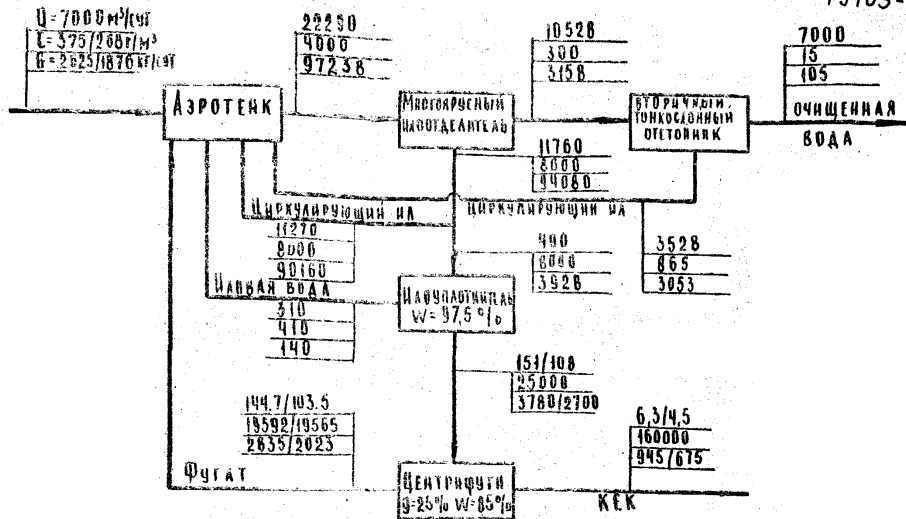 Q=7000 м³/сут
C=375/268 г/м³
G=2625/1876 кг/сут
22290
4000
97238
10528
300
3158
7000
15
105
Аэротенк
Многоярусный
илоотделитель
вторичный
тонкослойный
отстойник
очищенная
вода
11760
8000
94080
Циркулирующий ил
Циркулирующий ил
11270
8000
90160
490
8000
3928
3528
865
3053
Иловая вода
310
410
140
Илоуплотнитель
W=97,5%
151/108
25000
3780/2700
144.7/103.5
19592/19565
2835/2023
6,3/4,5
160000
945/675
Фугат
Центрифуги
э=25% W=85%
кек